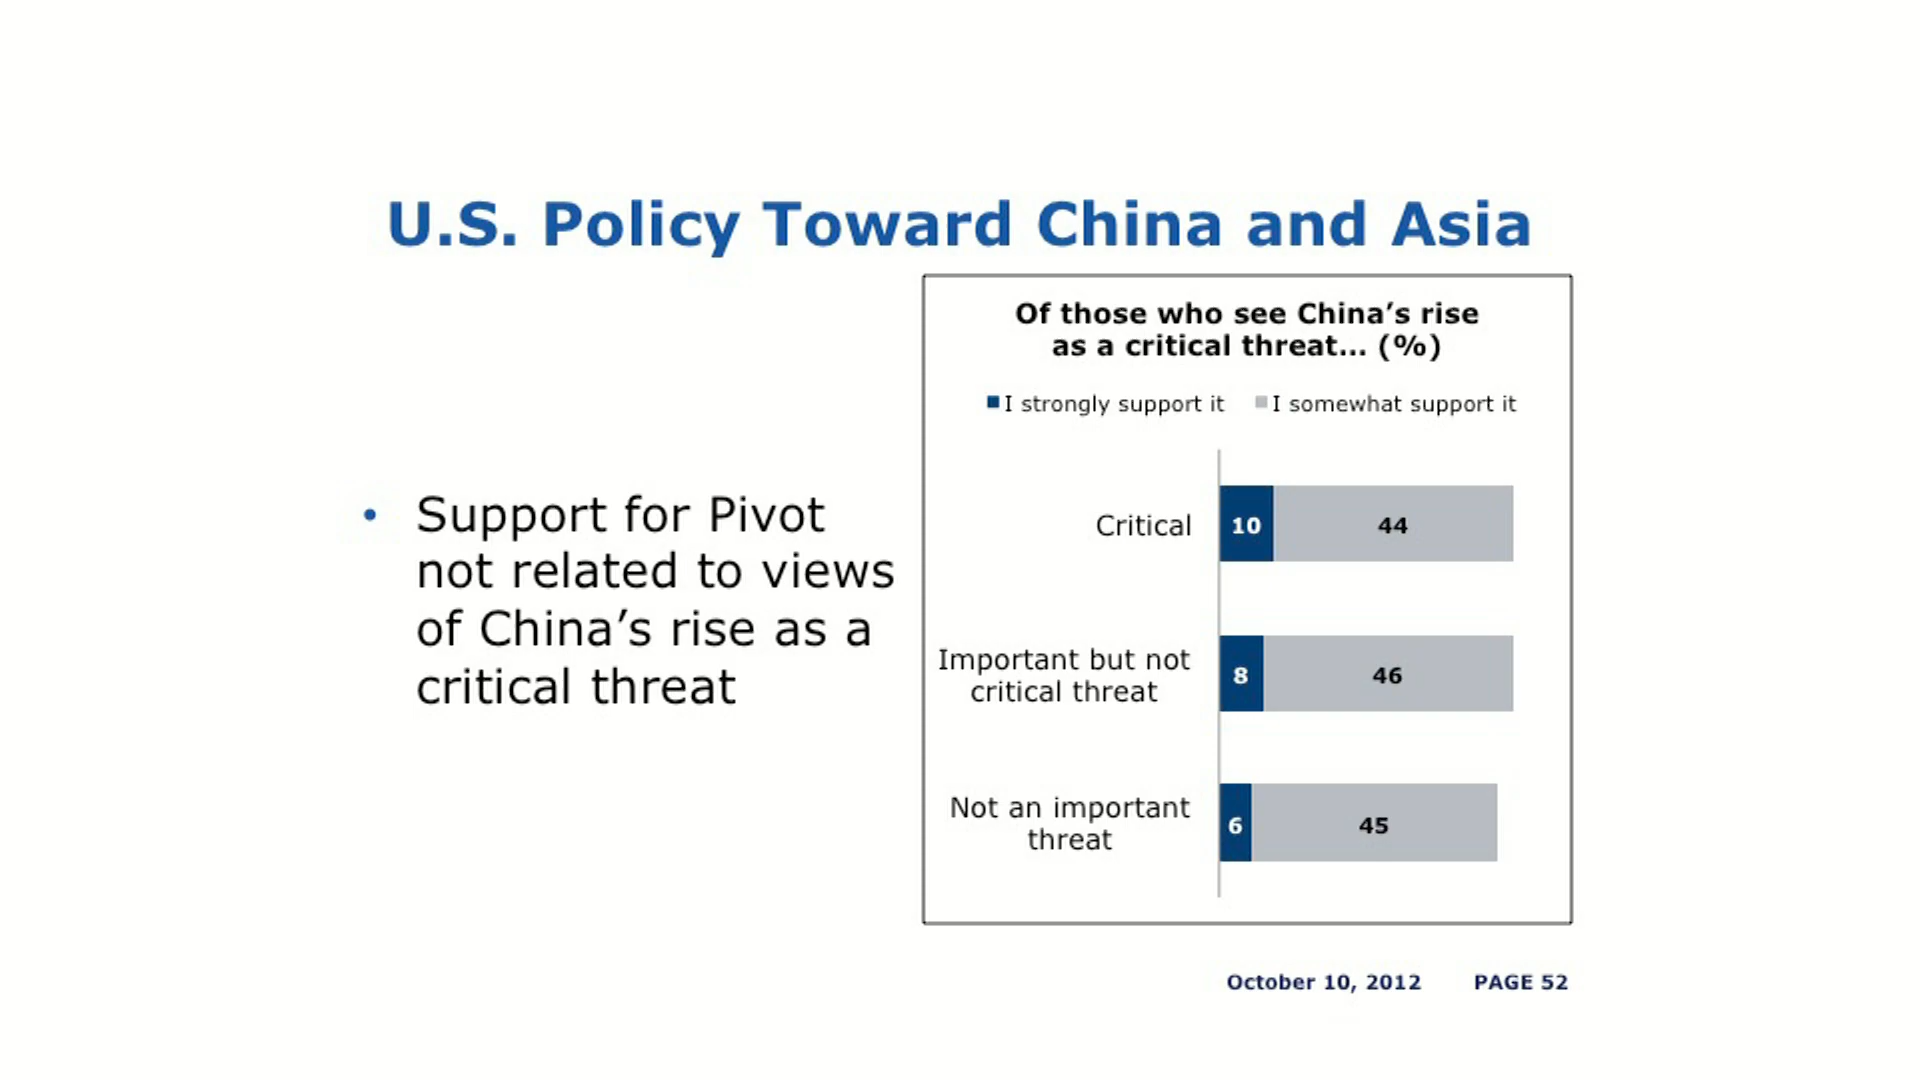 U.S. Policy Toward China and Asia
• Support for Pivot
not related to views
of China’s rise as a
critical threat
Of those who see China’s rise
as a critical threat... (%)
I strongly support it I somewhat support it
Critical 10 44
Important but not
critical threat
8 46
Not an important
threat
6 45
October 10, 2012 PAGE 52